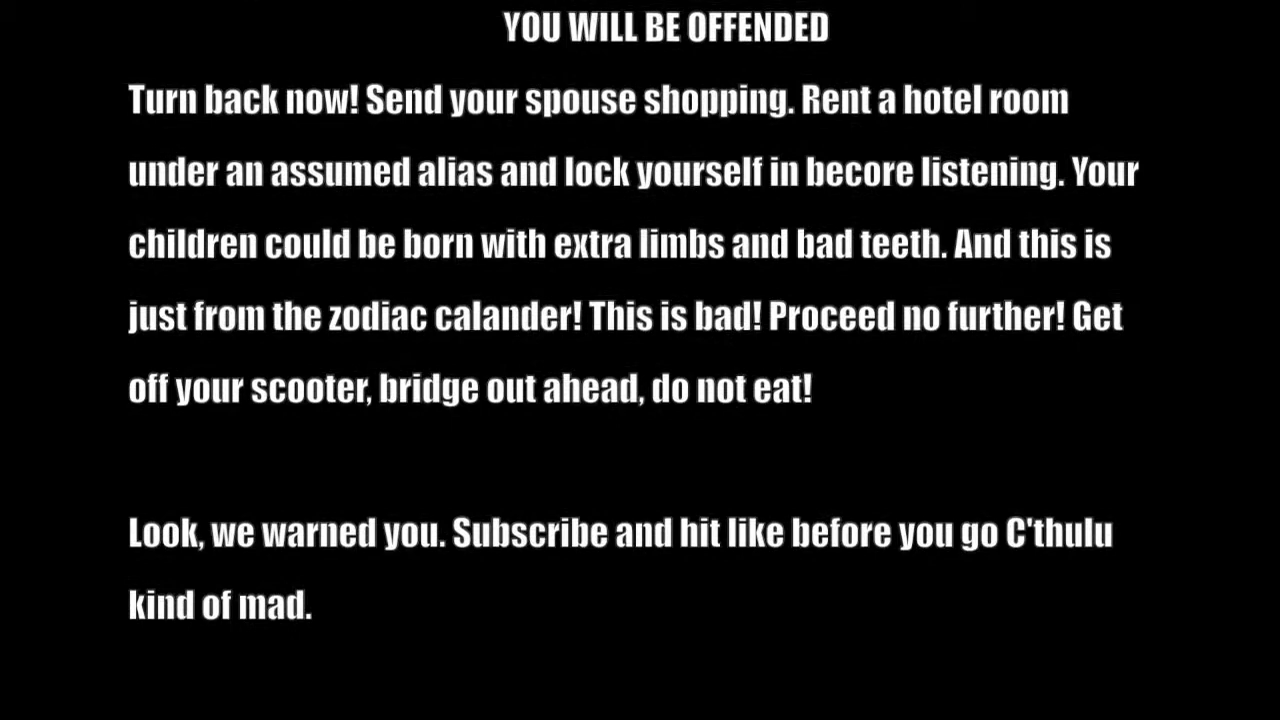 YOU WILL BE OFFENDED
Turn back now! Send your spouse shopping. Rent a hotel room
under an assumed alias and lock yourself in becore listening. Your
children could be born with extra limbs and bad teeth. And this is
just from the zodiac calander! This is bad! Proceed no further! Get
off your scooter, bridge out ahead, do not eat!
Look, we warned you. Subscribe and hit like before you go C'thulu
kind of mad.